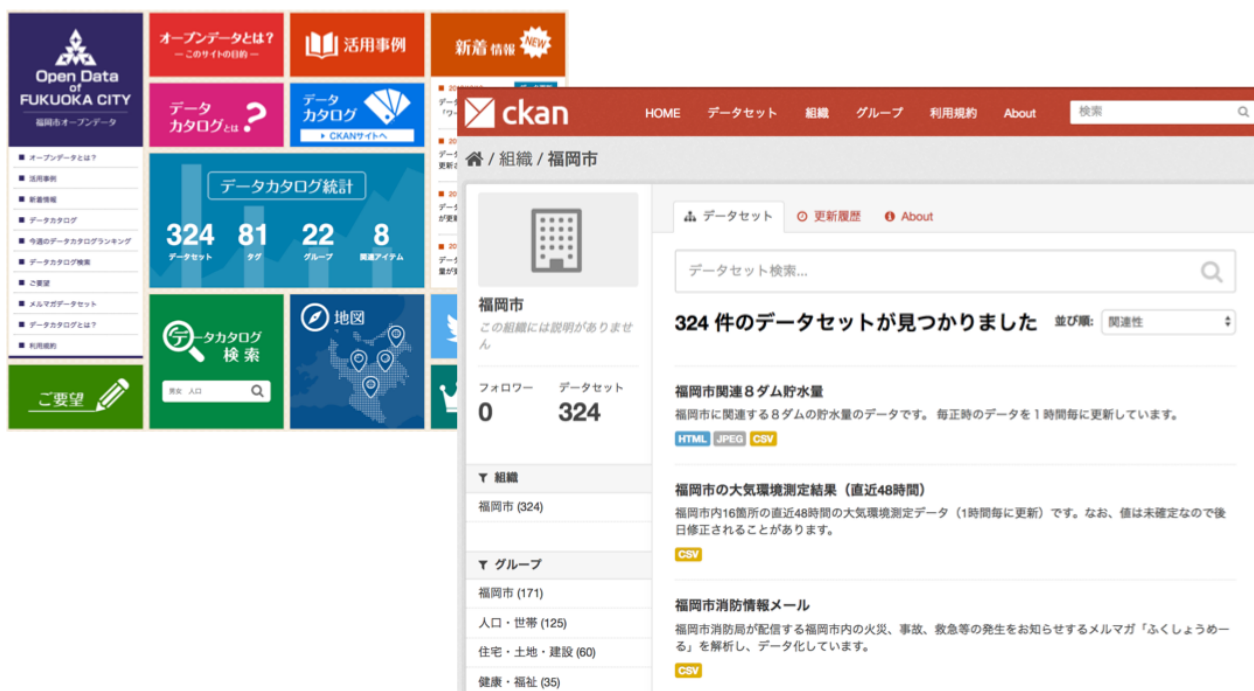 Open Data
of
FUKUOKA CITY
福岡市オープンデータ
オープンデータとは？
活用事例
新着情報
データカタログ
今週のデータカタログランキング
データカタログ検索
ご要望
メルマガデータセット
データカタログとは？
利用規約
ご要望
オープンデータとは？
ーこのサイトの目的ー
活用事例
新着情報
NEW
データ
カタログとは？
データ
カタログ
CKANサイトへ
データカタログ統計
324
データセット
81
タグ
22
グループ
8
関連アイテム
データカタログ
検索
男女 人口
地図
ckan
HOME
データセット
組織
グループ
利用規約
About
検索
/ 組織 / 福岡市
福岡市
この組織には説明がありませ
ん
フォロワー
0
データセット
324
組織
福岡市 (324)
グループ
福岡市 (171)
人口・世帯 (125)
住宅・土地・建設 (60)
健康・福祉 (35)
データセット
更新履歴
About
データセット検索...
324 件のデータセットが見つかりました
並び順: 関連性
福岡市関連８ダム貯水量
福岡市に関連する８ダムの貯水量のデータです。 毎正時のデータを１時間毎に更新しています。
HTML JPEG CSV
福岡市の大気環境測定結果（直近48時間）
福岡市内16箇所の直近48時間の大気環境測定データ（1時間毎に更新）です。なお、値は未確定なので後
日修正されることがあります。
CSV
福岡市消防情報メール
福岡市消防局が配信する福岡市内の火災、事故、救急等の発生をお知らせするメルマガ「ふくしょうめー
る」を解析し、データ化しています。
CSV